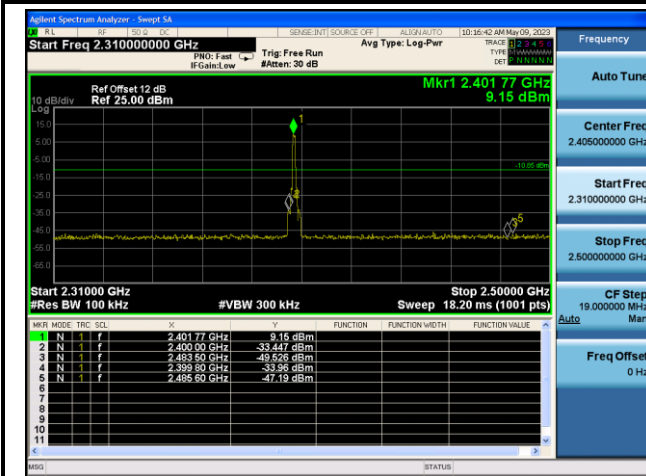 Agilent Spectrum Analyzer - Swept SA
RL RF 50 Ω DC SENSE:INT SOURCE OFF ALIGN AUTO 10:16:42 AM May 09, 2023
Start Freq 2.310000000 GHz
PNO: Fast
IFGain:Low
Trig: Free Run
#Atten: 30 dB
Avg Type: Log-Pwr
TRACE 1 2 3 4 5 6
TYPE M WWWWW
DET P N N N N N
Ref Offset 12 dB
10 dB/div Ref 25.00 dBm
Log
Mkr1 2.401 77 GHz
9.15 dBm
15.0
5.00
-5.00
-15.0
-25.0
-35.0
-45.0
-55.0
-65.0
1
-10.85 dBm
5
Start 2.31000 GHz
#Res BW 100 kHz
#VBW 300 kHz
Stop 2.50000 GHz
Sweep 18.20 ms (1001 pts)
MKR MODE TRC SCL X Y FUNCTION FUNCTION WIDTH FUNCTION VALUE
1 N 1 f 2.401 77 GHz 9.15 dBm
2 N 1 f 2.400 00 GHz -33.447 dBm
3 N 1 f 2.483 50 GHz -49.526 dBm
4 N 1 f 2.399 80 GHz -33.96 dBm
5 N 1 f 2.485 60 GHz -47.19 dBm
6
7
8
9
10
11
MSG STATUS
Frequency
Auto Tune
Center Freq
2.405000000 GHz
Start Freq
2.310000000 GHz
Stop Freq
2.500000000 GHz
CF Step
19.000000 MHz
Auto Man
Freq Offset
0 Hz